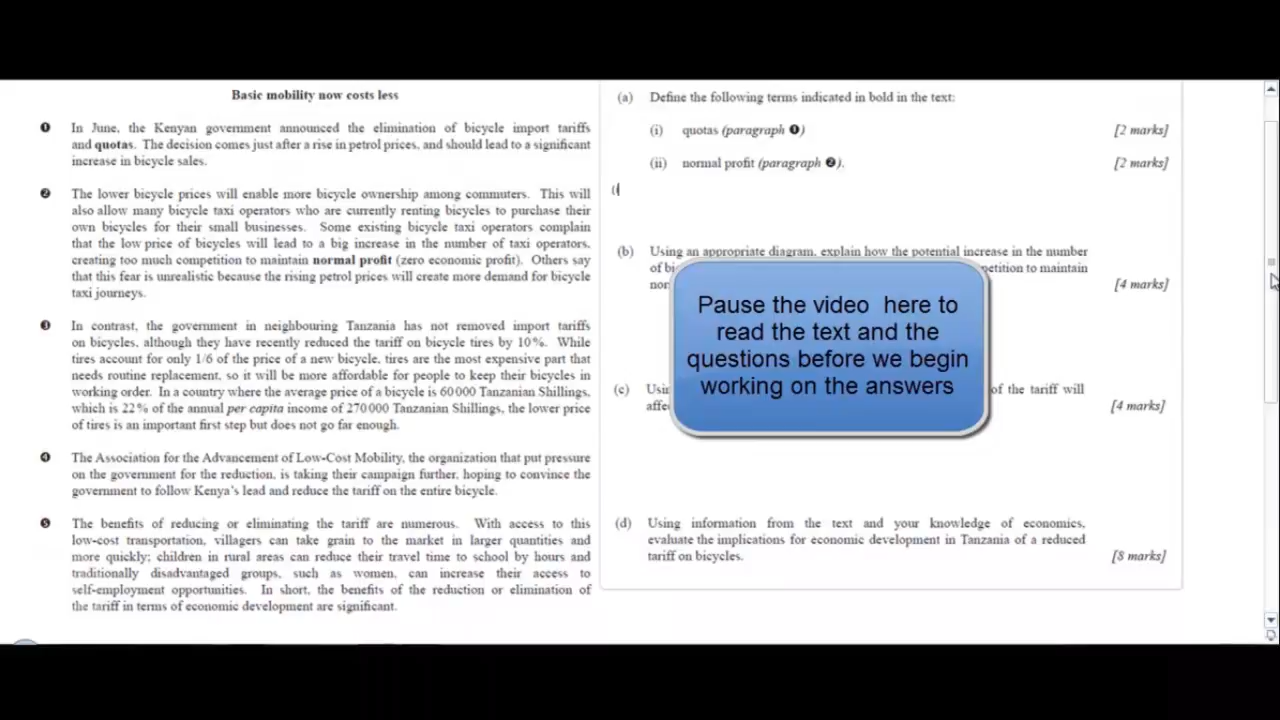 Basic mobility now costs less
❶ In June, the Kenyan government announced the elimination of bicycle import tariffs
and quotas. The decision comes just after a rise in petrol prices, and should lead to a significant
increase in bicycle sales.
❷ The lower bicycle prices will enable more bicycle ownership among commuters. This will
also allow many bicycle taxi operators who are currently renting bicycles to purchase their
own bicycles for their small businesses. Some existing bicycle taxi operators complain
that the low price of bicycles will lead to a big increase in the number of taxi operators,
creating too much competition to maintain normal profit (zero economic profit). Others say
that this fear is unrealistic because the rising petrol prices will create more demand for bicycle
taxi journeys.
❸ In contrast, the government in neighbouring Tanzania has not removed import tariffs
on bicycles, although they have recently reduced the tariff on bicycle tires by 10%. While
tires account for only 1/6 of the price of a new bicycle, tires are the most expensive part that
needs routine replacement, so it will be more affordable for people to keep their bicycles in
working order. In a country where the average price of a bicycle is 60 000 Tanzanian Shillings,
which is 22% of the annual per capita income of 270 000 Tanzanian Shillings, the lower price
of tires is an important first step but does not go far enough.
❹ The Association for the Advancement of Low-Cost Mobility, the organization that put pressure
on the government for the reduction, is taking their campaign further, hoping to convince the
government to follow Kenya's lead and reduce the tariff on the entire bicycle.
❺ The benefits of reducing or eliminating the tariff are numerous. With access to this
low-cost transportation, villagers can take grain to the market in larger quantities and
more quickly; children in rural areas can reduce their travel time to school by hours and
traditionally disadvantaged groups, such as women, can increase their access to
self-employment opportunities. In short, the benefits of the reduction or elimination of
the tariff in terms of economic development are significant.
(a) Define the following terms indicated in bold in the text:
(i) quotas (paragraph ❶) [2 marks]
(ii) normal profit (paragraph ❷). [2 marks]
(b) Using an appropriate diagram, explain how the potential increase in the number
of competition to maintain
[4 marks]
Pause the video here to
read the text and the
questions before we begin
working on the answers
(c) of the tariff will
[4 marks]
(d) Using information from the text and your knowledge of economics,
evaluate the implications for economic development in Tanzania of a reduced
tariff on bicycles. [8 marks]